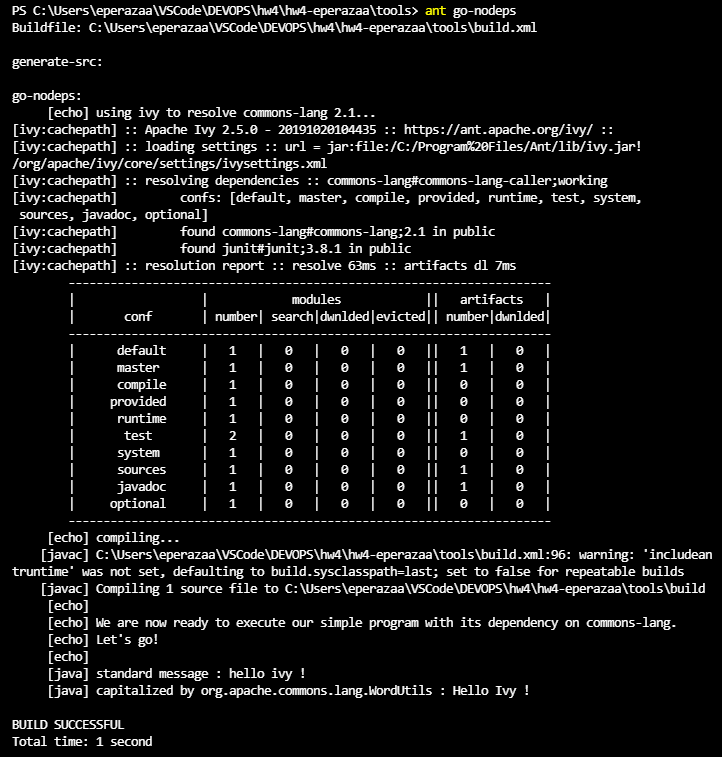 PS C:\Users\eperazaa\VSCode\DEVOPS\hw4\hw4-eperazaa\tools> ant go-nodeps
Buildfile: C:\Users\eperazaa\VSCode\DEVOPS\hw4\hw4-eperazaa\tools\build.xml

generate-src:

go-nodeps:
     [echo] using ivy to resolve commons-lang 2.1...
[ivy:cachepath] :: Apache Ivy 2.5.0 - 20191020104435 :: https://ant.apache.org/ivy/ ::
[ivy:cachepath] :: loading settings :: url = jar:file:/C:/Program%20Files/Ant/lib/ivy.jar!
/org/apache/ivy/core/settings/ivysettings.xml
[ivy:cachepath] :: resolving dependencies :: commons-lang#commons-lang-caller;working
[ivy:cachepath]         confs: [default, master, compile, provided, runtime, test, system,
 sources, javadoc, optional]
[ivy:cachepath]         found commons-lang#commons-lang;2.1 in public
[ivy:cachepath]         found junit#junit;3.8.1 in public
[ivy:cachepath] :: resolution report :: resolve 63ms :: artifacts dl 7ms
        ---------------------------------------------------------------------
        |                  |            modules            ||   artifacts   |
        |       conf       | number| search|dwnlded|evicted|| number|dwnlded|
        ---------------------------------------------------------------------
        |      default     |   1   |   0   |   0   |   0   ||   1   |   0   |
        |      master      |   1   |   0   |   0   |   0   ||   1   |   0   |
        |      compile     |   1   |   0   |   0   |   0   ||   0   |   0   |
        |     provided     |   1   |   0   |   0   |   0   ||   0   |   0   |
        |      runtime     |   1   |   0   |   0   |   0   ||   0   |   0   |
        |       test       |   2   |   0   |   0   |   0   ||   1   |   0   |
        |      system      |   1   |   0   |   0   |   0   ||   0   |   0   |
        |      sources     |   1   |   0   |   0   |   0   ||   1   |   0   |
        |      javadoc     |   1   |   0   |   0   |   0   ||   1   |   0   |
        |     optional     |   1   |   0   |   0   |   0   ||   0   |   0   |
        ---------------------------------------------------------------------
     [echo] compiling...
    [javac] C:\Users\eperazaa\VSCode\DEVOPS\hw4\hw4-eperazaa\tools\build.xml:96: warning: 'includean
truntime' was not set, defaulting to build.sysclasspath=last; set to false for repeatable builds
    [javac] Compiling 1 source file to C:\Users\eperazaa\VSCode\DEVOPS\hw4\hw4-eperazaa\tools\build
     [echo]
     [echo] We are now ready to execute our simple program with its dependency on commons-lang.
     [echo] Let's go!
     [echo]
     [java] standard message : hello ivy !
     [java] capitalized by org.apache.commons.lang.WordUtils : Hello Ivy !

BUILD SUCCESSFUL
Total time: 1 second